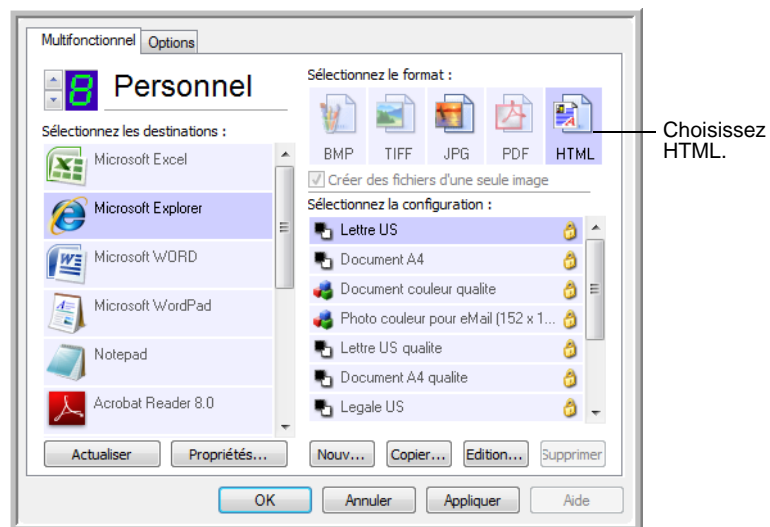 Multifonctionnel
Options
8
Personnel
Sélectionnez les destinations :
Microsoft Excel
Microsoft Explorer
Microsoft WORD
Microsoft WordPad
Notepad
Acrobat Reader 8.0
Actualiser
Propriétés...
Sélectionnez le format :
BMP
TIFF
JPG
PDF
HTML
Créer des fichiers d'une seule image
Sélectionnez la configuration :
Lettre US
Document A4
Document couleur qualite
Photo couleur pour eMail (152 x 1...
Lettre US qualite
Document A4 qualite
Legale US
Nouv...
Copier...
Edition...
Supprimer
OK
Annuler
Appliquer
Aide
Choisissez
HTML.